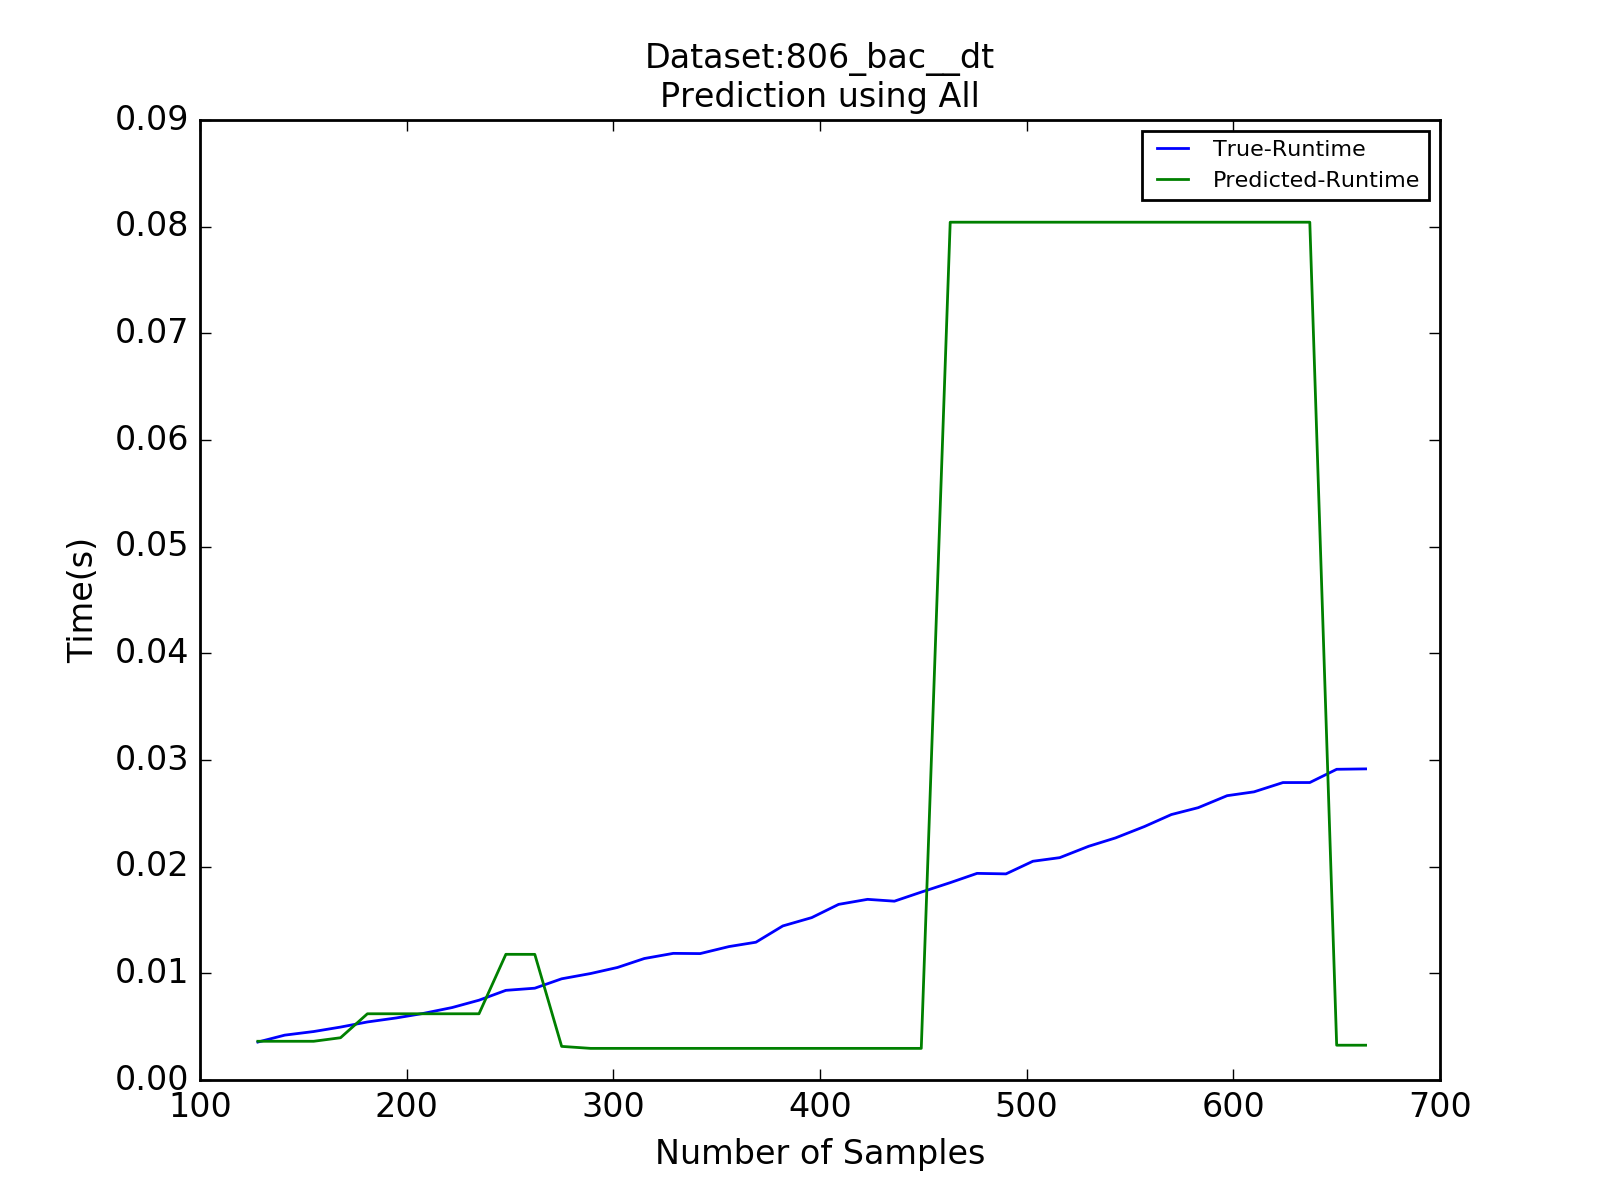 Dataset:806_bac__dt
Prediction using All
True-Runtime
Predicted-Runtime
0.09
0.08
0.07
0.06
0.05
0.04
0.03
0.02
0.01
0.00
Time(s)
100 200 300 400 500 600 700
Number of Samples